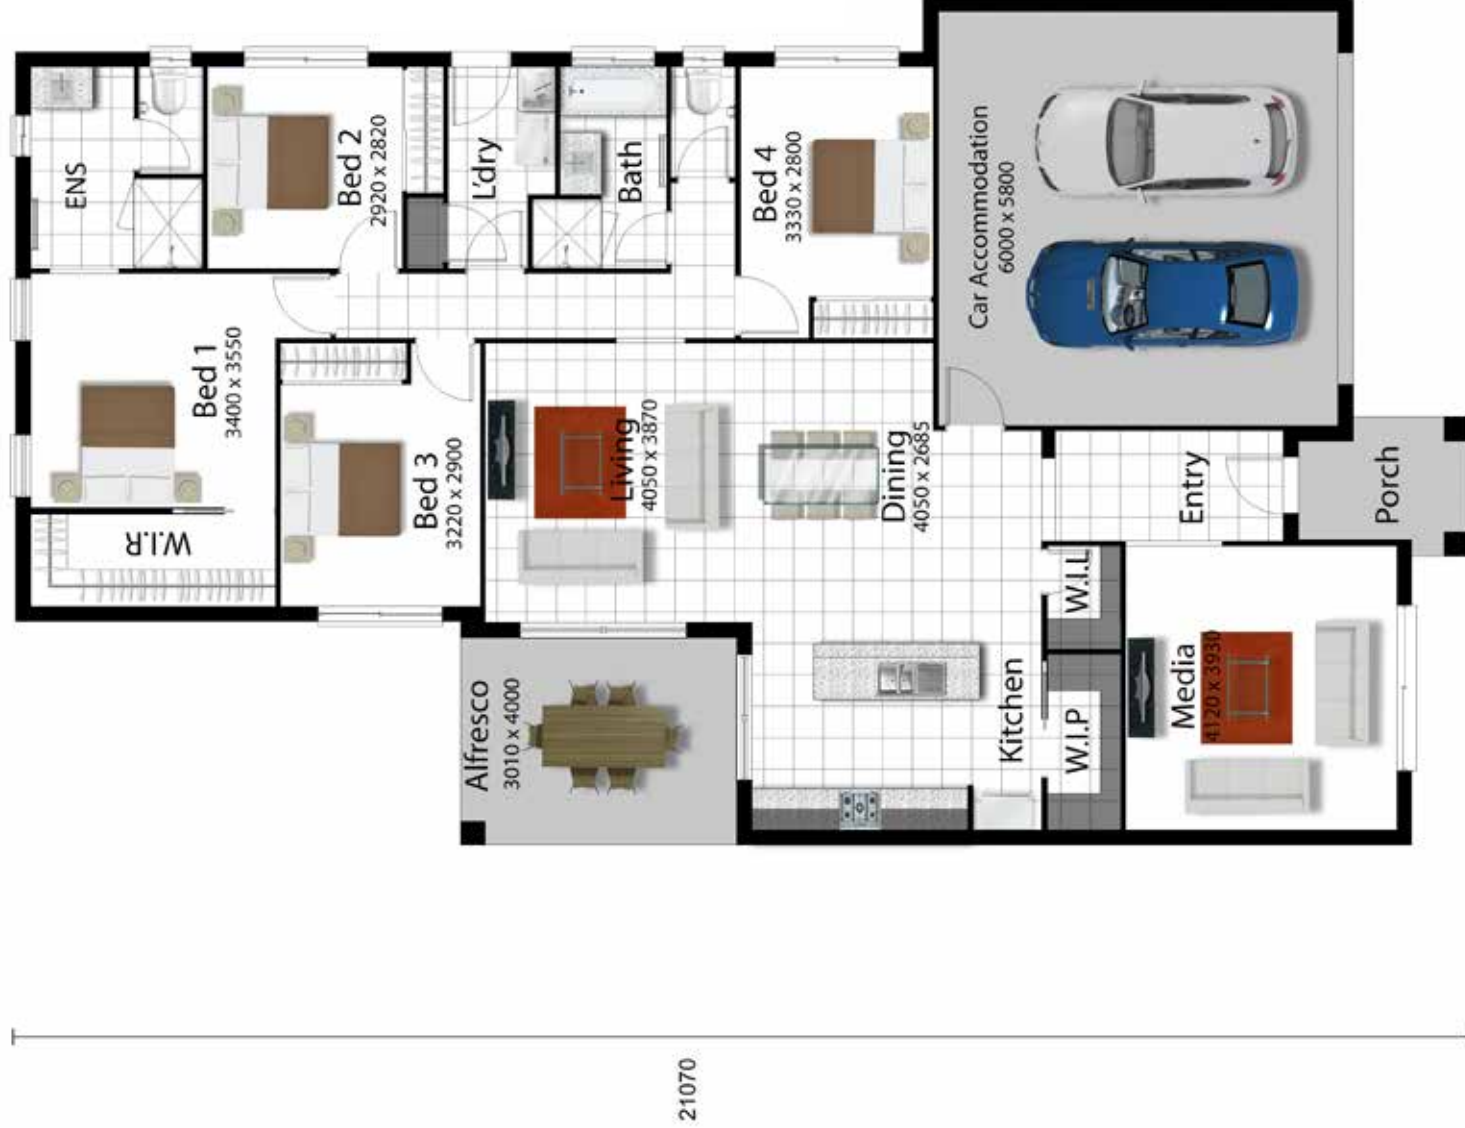 ENS
Bed 2
2920 x 2820
L'dry
Bath
Bed 4
3330 x 2800
Car Accommodation
6000 x 5800
Bed 1
3400 x 3550
W.I.R
Bed 3
3220 x 2900
Living
4050 x 3870
Dining
4050 x 2685
Entry
Porch
W.I.L
Alfresco
3010 x 4000
Kitchen
W.I.P
Media
4120 x 3930
21070